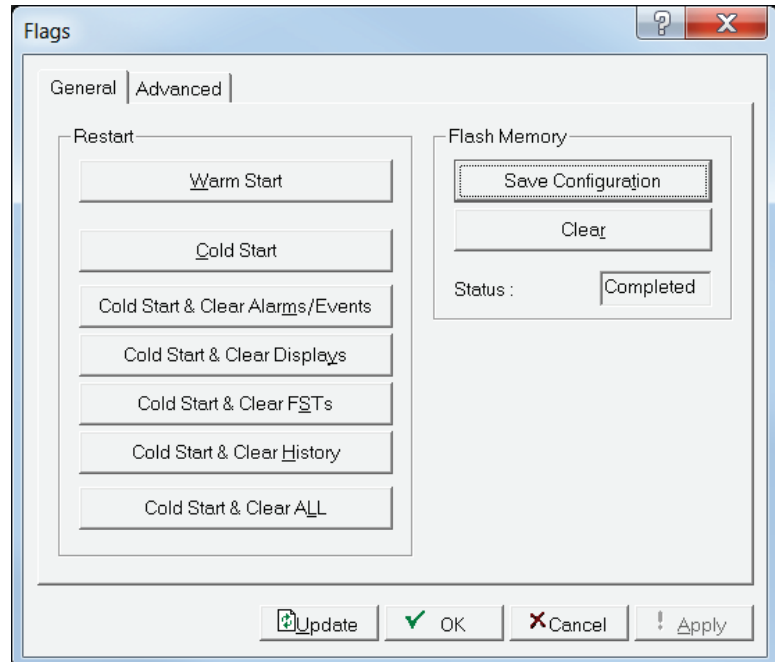 Flags
General
Advanced
Restart
Warm Start
Cold Start
Cold Start & Clear Alarms/Events
Cold Start & Clear Displays
Cold Start & Clear FSTs
Cold Start & Clear History
Cold Start & Clear ALL
Flash Memory
Save Configuration
Clear
Status :
Completed
Update
OK
Cancel
Apply